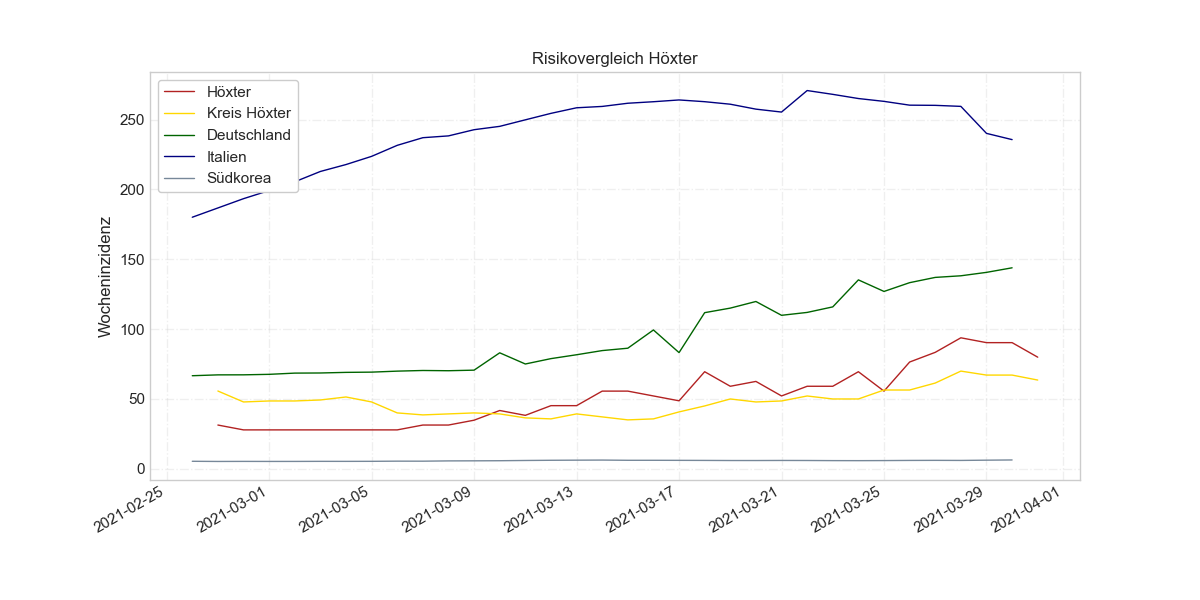 Risikovergleich Höxter
Höxter
Kreis Höxter
Deutschland
Italien
Südkorea
Wocheninzidenz
250
200
150
100
50
0
2021-02-25
2021-03-01
2021-03-05
2021-03-09
2021-03-13
2021-03-17
2021-03-21
2021-03-25
2021-03-29
2021-04-01